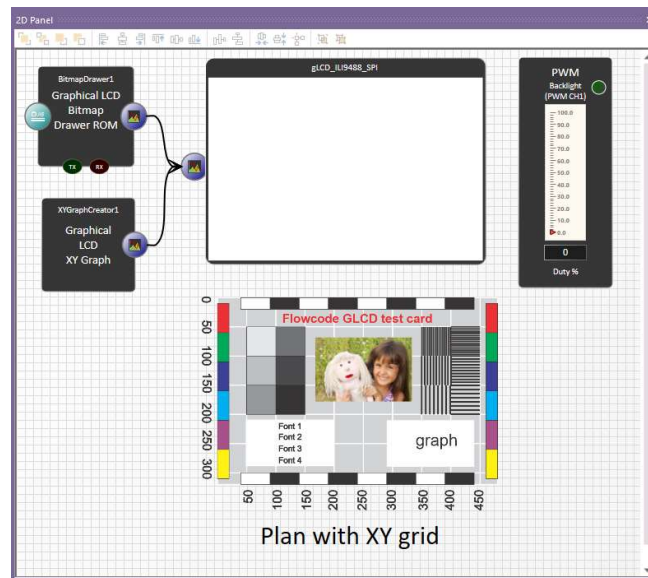 2D Panel
BitmapDrawer1
Graphical LCD
Bitmap
Drawer ROM
TX
RX
XYGraphCreator1
Graphical
LCD
XY Graph
gLCD_ILI9488_SPI
PWM
Backlight
(PWM CH1)
100.0
90.0
80.0
70.0
60.0
50.0
40.0
30.0
20.0
10.0
0.0
0
Duty %
Flowcode GLCD test card
Font 1
Font 2
Font 3
Font 4
graph
0
50
100
150
200
250
300
50
100
150
200
250
300
350
400
450
Plan with XY grid